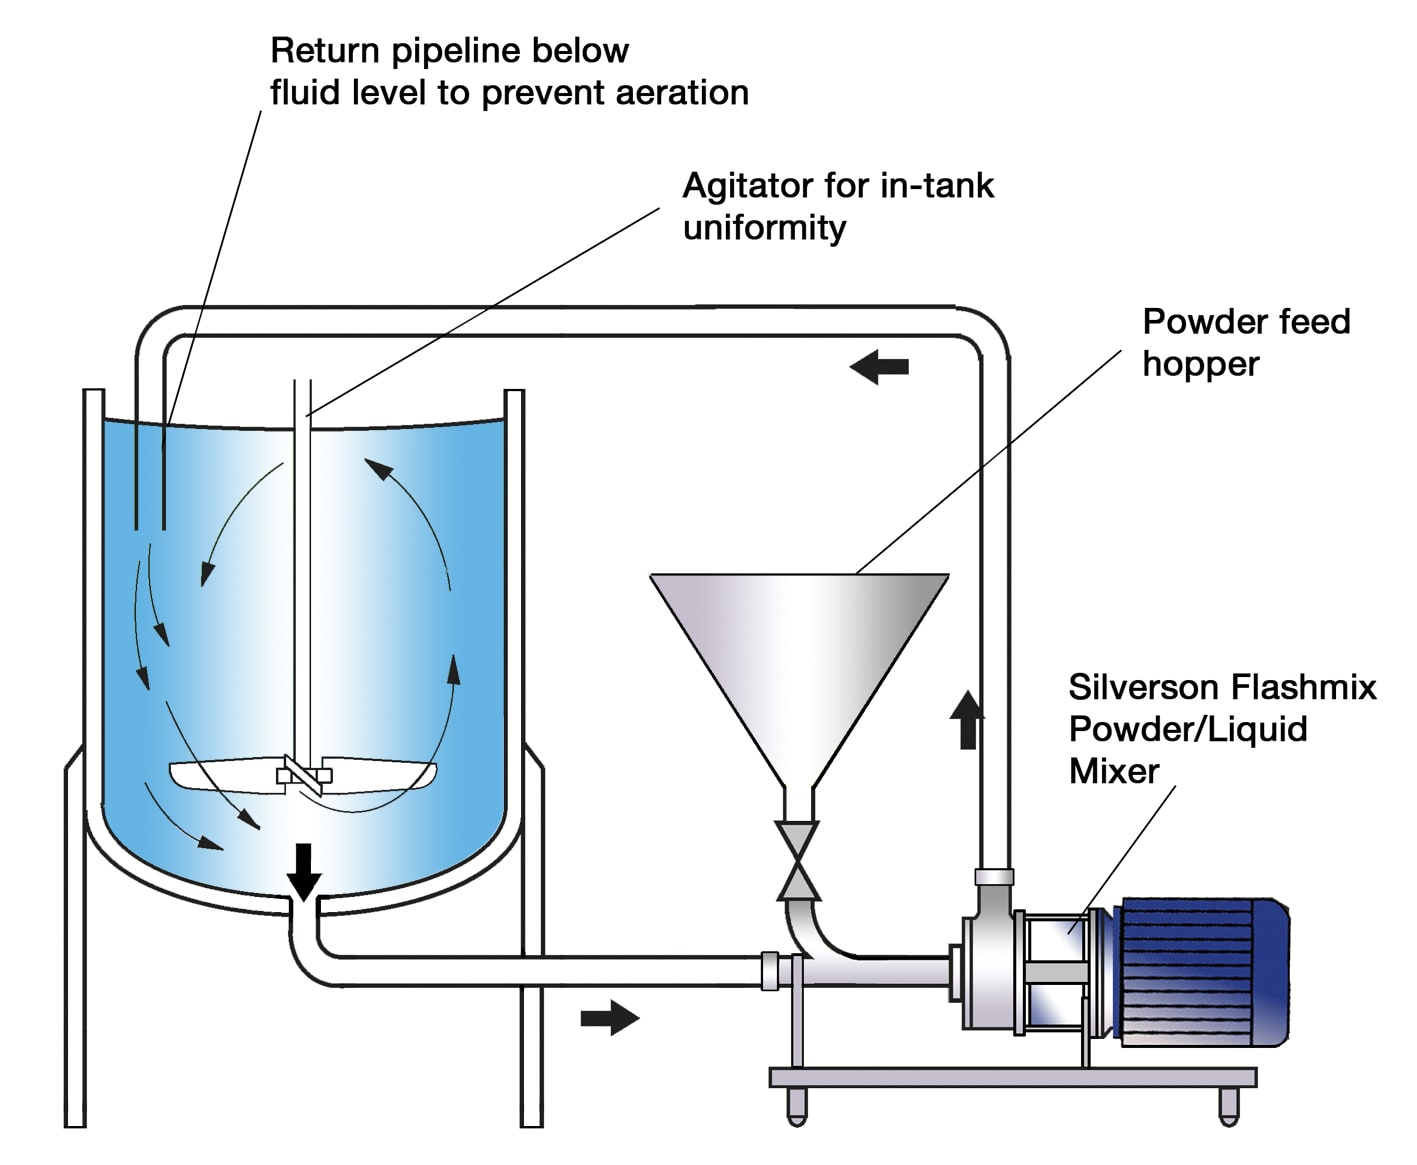 Return pipeline below
fluid level to prevent aeration
Agitator for in-tank
uniformity
Powder feed
hopper
Silverson Flashmix
Powder/Liquid
Mixer